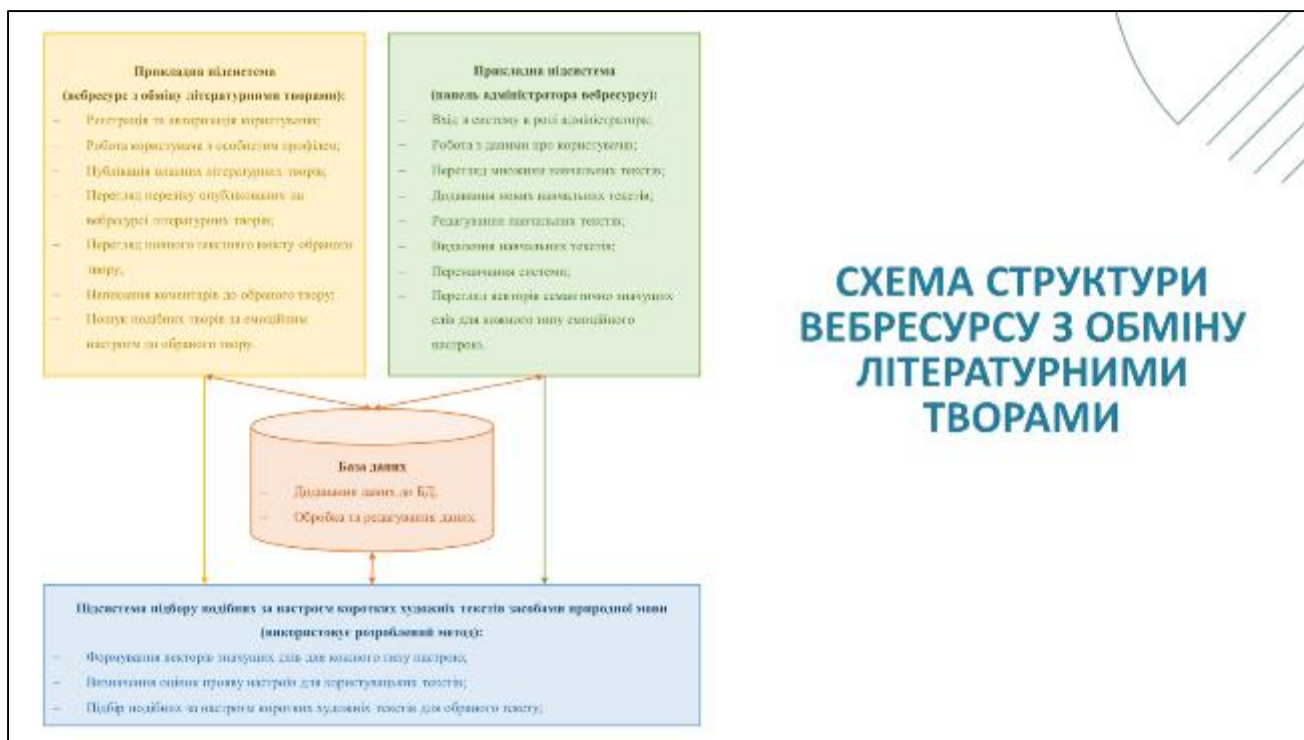 Прикладна підсистема
(вебресурс з обміну літературними творами):
– Реєстрація та авторизація користувачів;
– Робота користувача з особистим профілем;
– Публікація власних літературних творів;
– Перегляд переліку опублікованих на
вебресурсі літературних творів;
– Перегляд повного текстового вмісту обраного
твору;
– Написання коментарів до обраного твору;
– Пошук подібних творів за емоційним
настроєм до обраного твору.
Прикладна підсистема
(панель адміністратора вебресурсу):
– Вхід в систему в ролі адміністратора;
– Робота з даними про користувачів;
– Перегляд множини навчальних текстів;
– Додавання нових навчальних текстів;
– Редагування навчальних текстів;
– Видалення навчальних текстів;
– Перенавчання системи;
– Перегляд векторів семантично значущих
слів для кожного типу емоційного
настрою.
База даних
– Додавання даних до БД;
– Обробка та редагування даних.
Підсистема підбору подібних за настроєм коротких художніх текстів засобами природної мови
(використовує розроблений метод):
– Формування векторів значущих слів для кожного типу настрою;
– Визначення оцінок прояву настроїв для користувацьких текстів;
– Підбір подібних за настроєм коротких художніх текстів для обраного тексту;
СХЕМА СТРУКТУРИ
ВЕБРЕСУРСУ З ОБМІНУ
ЛІТЕРАТУРНИМИ
ТВОРАМИ